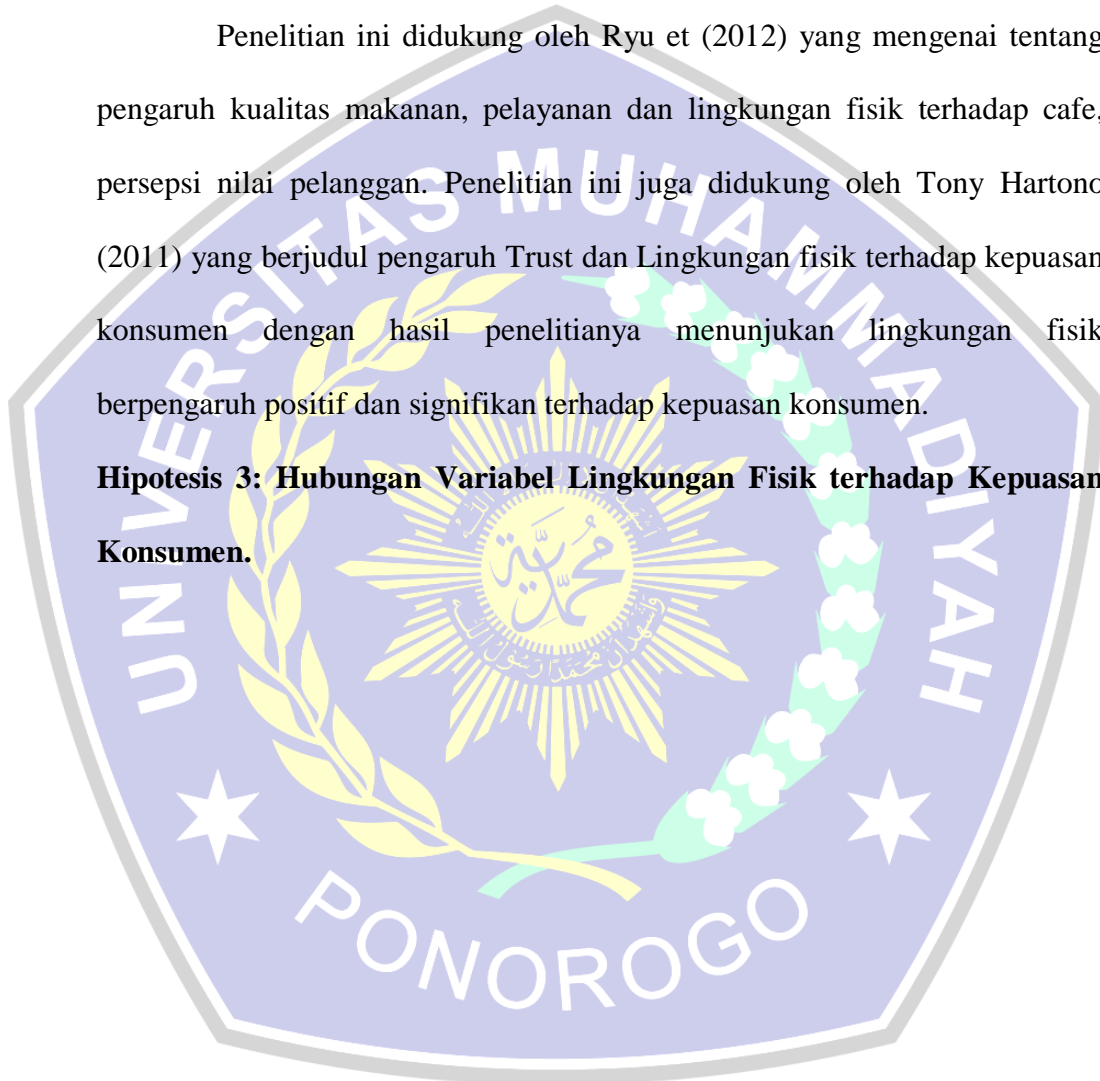 Penelitian ini didukung oleh Ryu et (2012) yang mengenai tentang
pengaruh kualitas makanan, pelayanan dan lingkungan fisik terhadap cafe,
persepsi nilai pelanggan. Penelitian ini juga didukung oleh Tony Hartono
(2011) yang berjudul pengaruh Trust dan Lingkungan fisik terhadap kepuasan
konsumen dengan hasil penelitianya menunjukan lingkungan fisik
berpengaruh positif dan signifikan terhadap kepuasan konsumen.
Hipotesis 3: Hubungan Variabel Lingkungan Fisik terhadap Kepuasan
Konsumen.
UNIVERSITAS MUHAMMADIYAH
PONOROGO